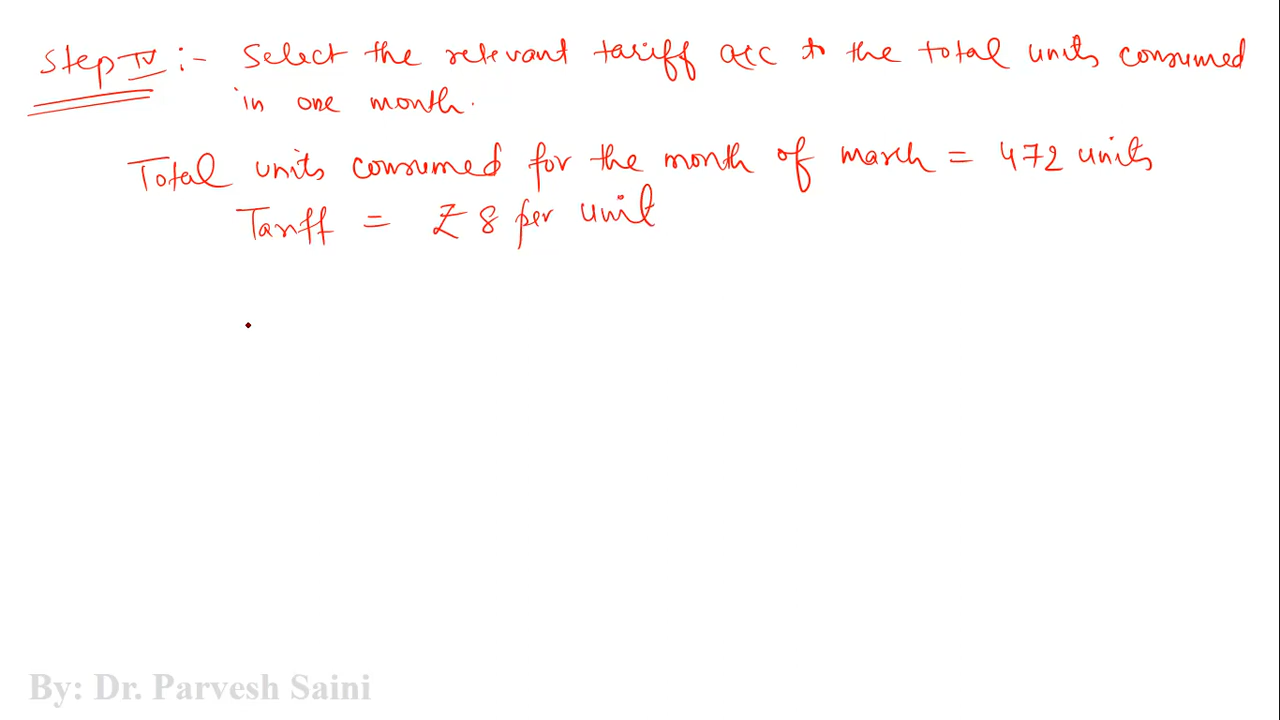 Step IV :- Select the relevant tariff acc to the total units consumed
in one month.
Total units consumed for the month of march = 472 units
Tariff = ₹ 8 per unit
By: Dr. Parvesh Saini